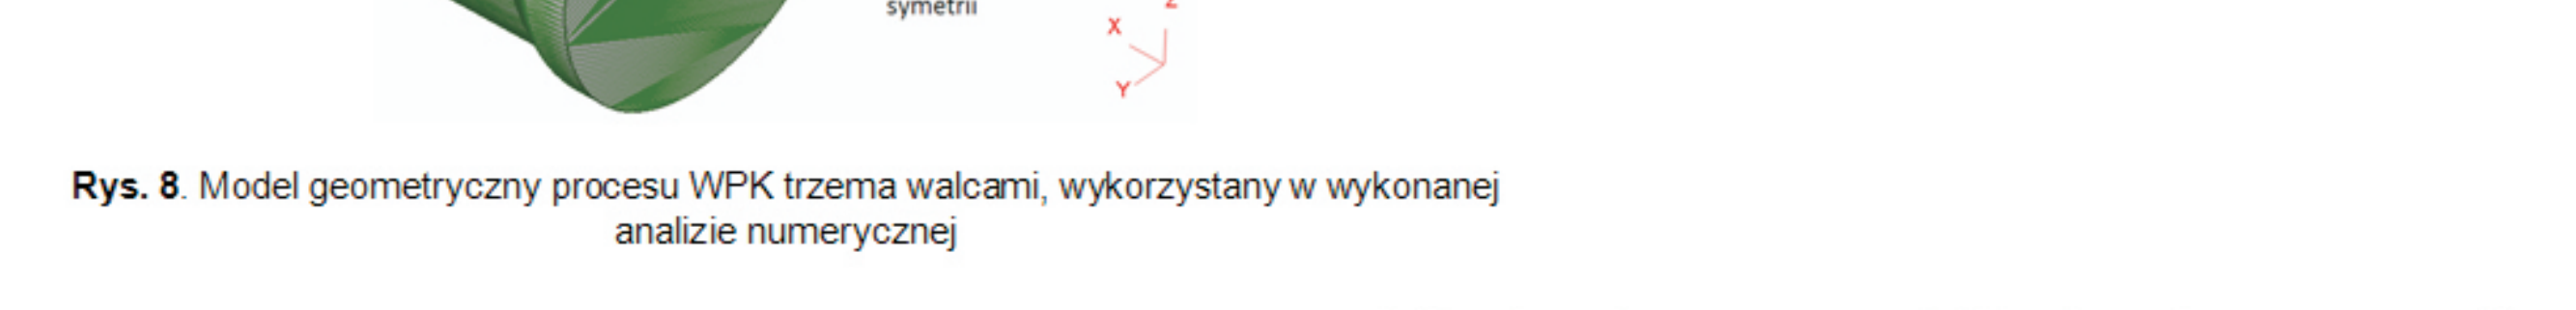 symetrii
Z
X
Y
Rys. 8. Model geometryczny procesu WPK trzema walcami, wykorzystany w wykonanej
analizie numerycznej